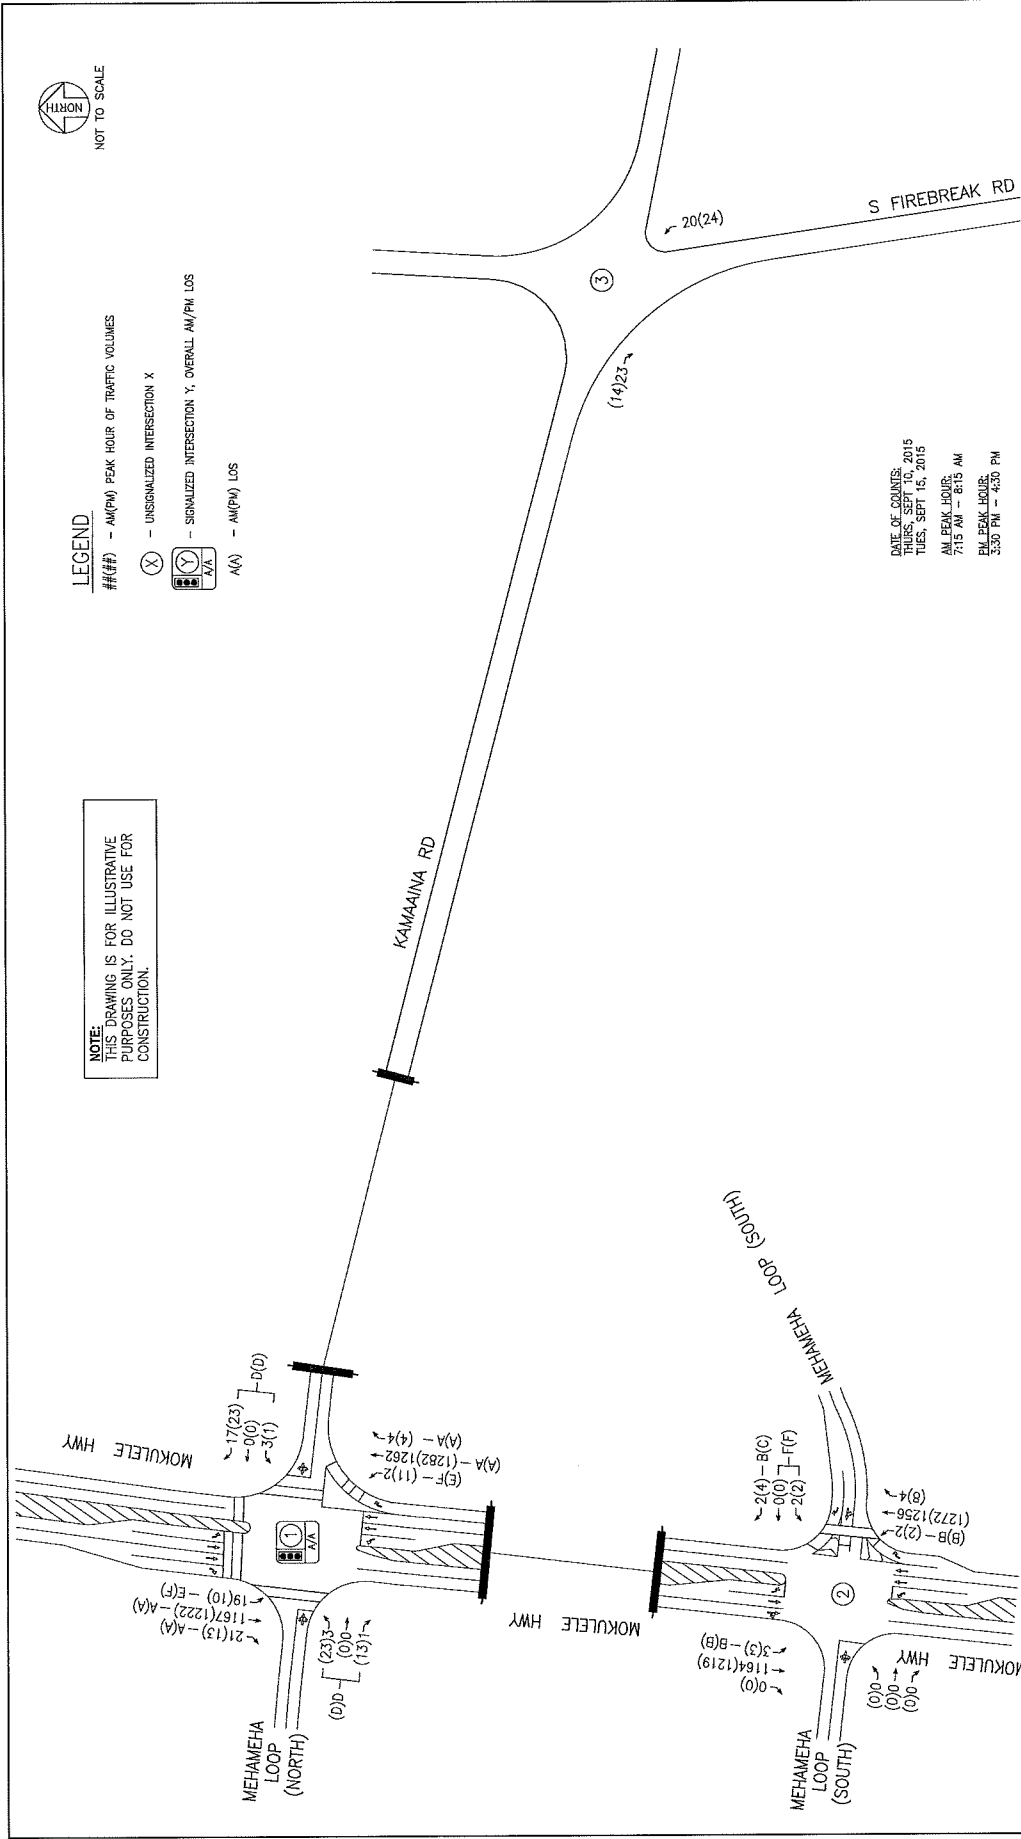 NORTH
NOT TO SCALE
LEGEND
##(##) - AM(PM) PEAK HOUR OF TRAFFIC VOLUMES
X - UNSIGNALIZED INTERSECTION X
Y A/A - SIGNALIZED INTERSECTION Y, OVERALL AM/PM LOS
A(A) - AM(PM) LOS
NOTE:
THIS DRAWING IS FOR ILLUSTRATIVE
PURPOSES ONLY. DO NOT USE FOR
CONSTRUCTION.
MOKULELE HWY
21(13)-A(A)
1167(1222)-A(A)
19(10) - E(F)
17(23)
0(0)
3(1)
D(D)
1
A/A
MEHAMEHA
LOOP
(NORTH)
(D)D
(23)3
(0)0
(13)1
(E)F - (11)2
(A)A - (1282)1262
(A)A - (4)4
KAMAAINA RD
3
20(24)
(14)23
S FIREBREAK RD
MOKULELE HWY
0(0)
1164(1219)
3(3)-B(B)
2(4) - B(C)
0(0)
2(2)
F(F)
MEHAMEHA LOOP (SOUTH)
2
MEHAMEHA
LOOP
(SOUTH)
(0)0
(0)0
(0)0
(B)B - (2)2
(1272)1256
(8)4
MOKULELE HWY
DATE OF COUNTS:
THURS, SEPT 10, 2015
TUES, SEPT 15, 2015
AM PEAK HOUR:
7:15 AM - 8:15 AM
PM PEAK HOUR:
3:30 PM - 4:30 PM